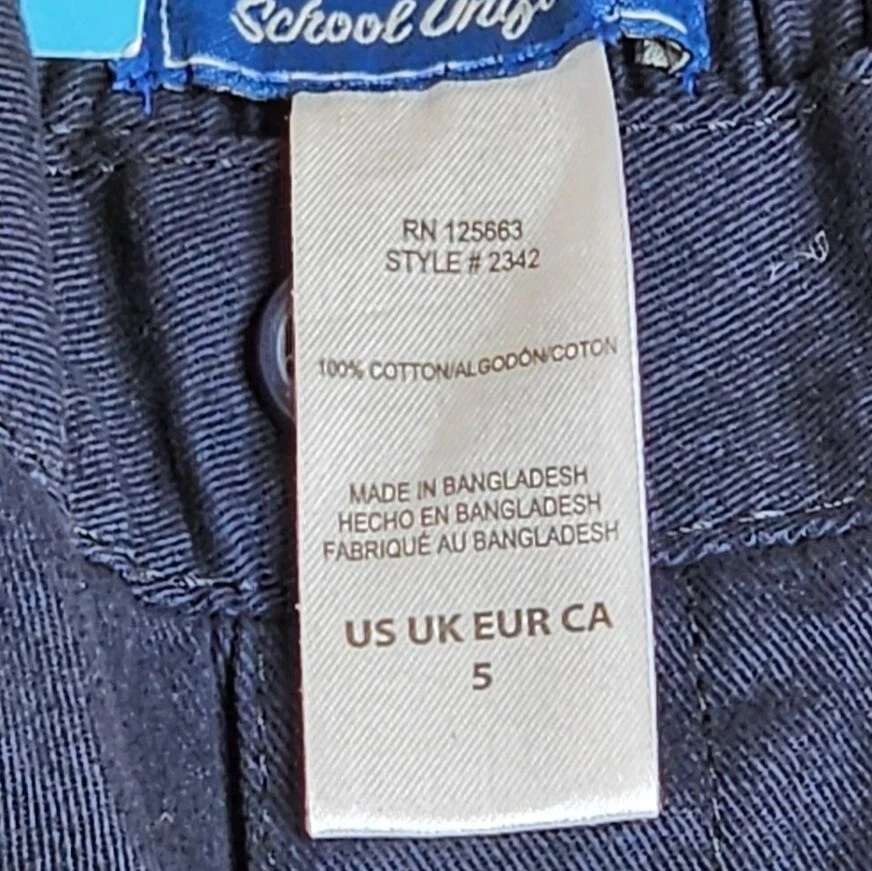 School
RN 125663
STYLE # 2342
100% COTTON/ALGODÓN/COTON
MADE IN BANGLADESH
HECHO EN BANGLADESH
FABRIQUÉ AU BANGLADESH
US UK EUR CA
5